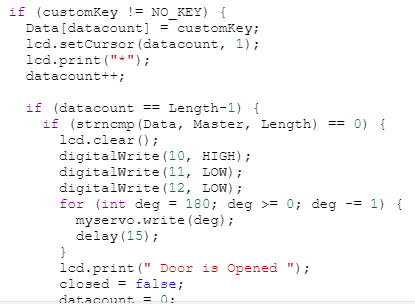 if (customKey != NO_KEY) {
Data[datacount] = customKey;
lcd.setCursor(datacount, 1);
lcd.print("*");
datacount++;
if (datacount == Length-1) {
if (strncmp(Data, Master, Length) == 0) {
lcd.clear();
digitalWrite(10, HIGH);
digitalWrite(11, LOW);
digitalWrite(12, LOW);
for (int deg = 180; deg >= 0; deg -= 1) {
myservo.write(deg);
delay(15);
}
lcd.print(" Door is Opened ");
closed = false;
datacount = 0;